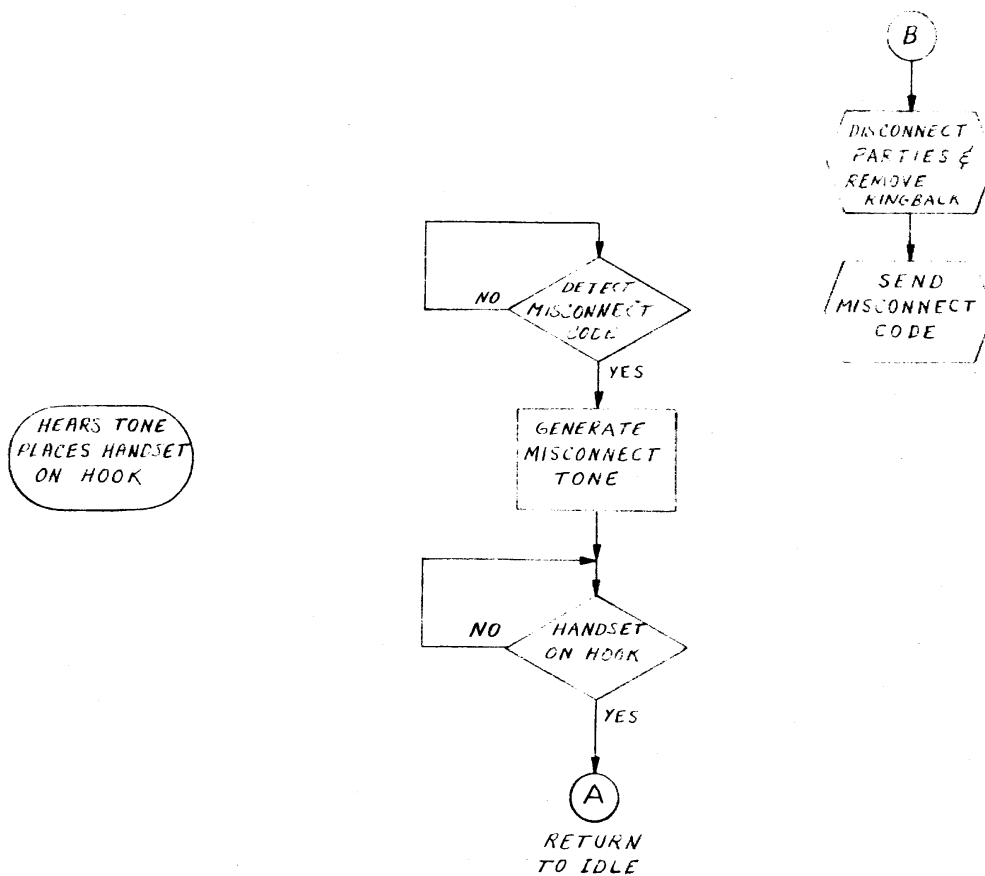 B
DISCONNECT
PARTIES &
REMOVE
RINGBACK
SEND
MISCONNECT
CODE
DETECT
MISCONNECT
CODE
NO
YES
GENERATE
MISCONNECT
TONE
HEARS TONE
PLACES HANDSET
ON HOOK
HANDSET
ON HOOK
NO
YES
A
RETURN
TO IDLE